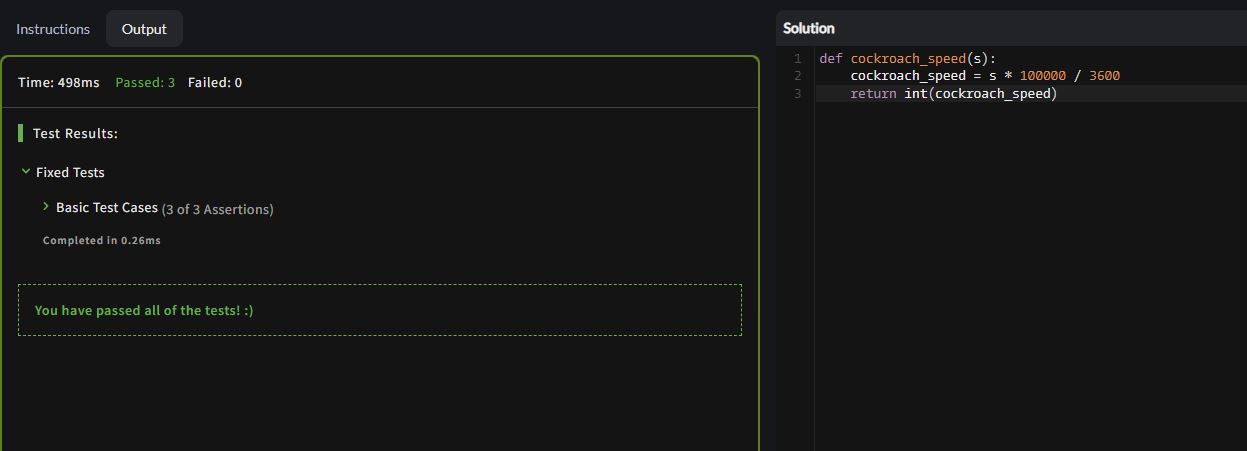 Instructions Output
Time: 498ms Passed: 3 Failed: 0
Test Results:
Fixed Tests
Basic Test Cases (3 of 3 Assertions)
Completed in 0.26ms
You have passed all of the tests! :)
Solution
1 def cockroach_speed(s):
2     cockroach_speed = s * 100000 / 3600
3     return int(cockroach_speed)